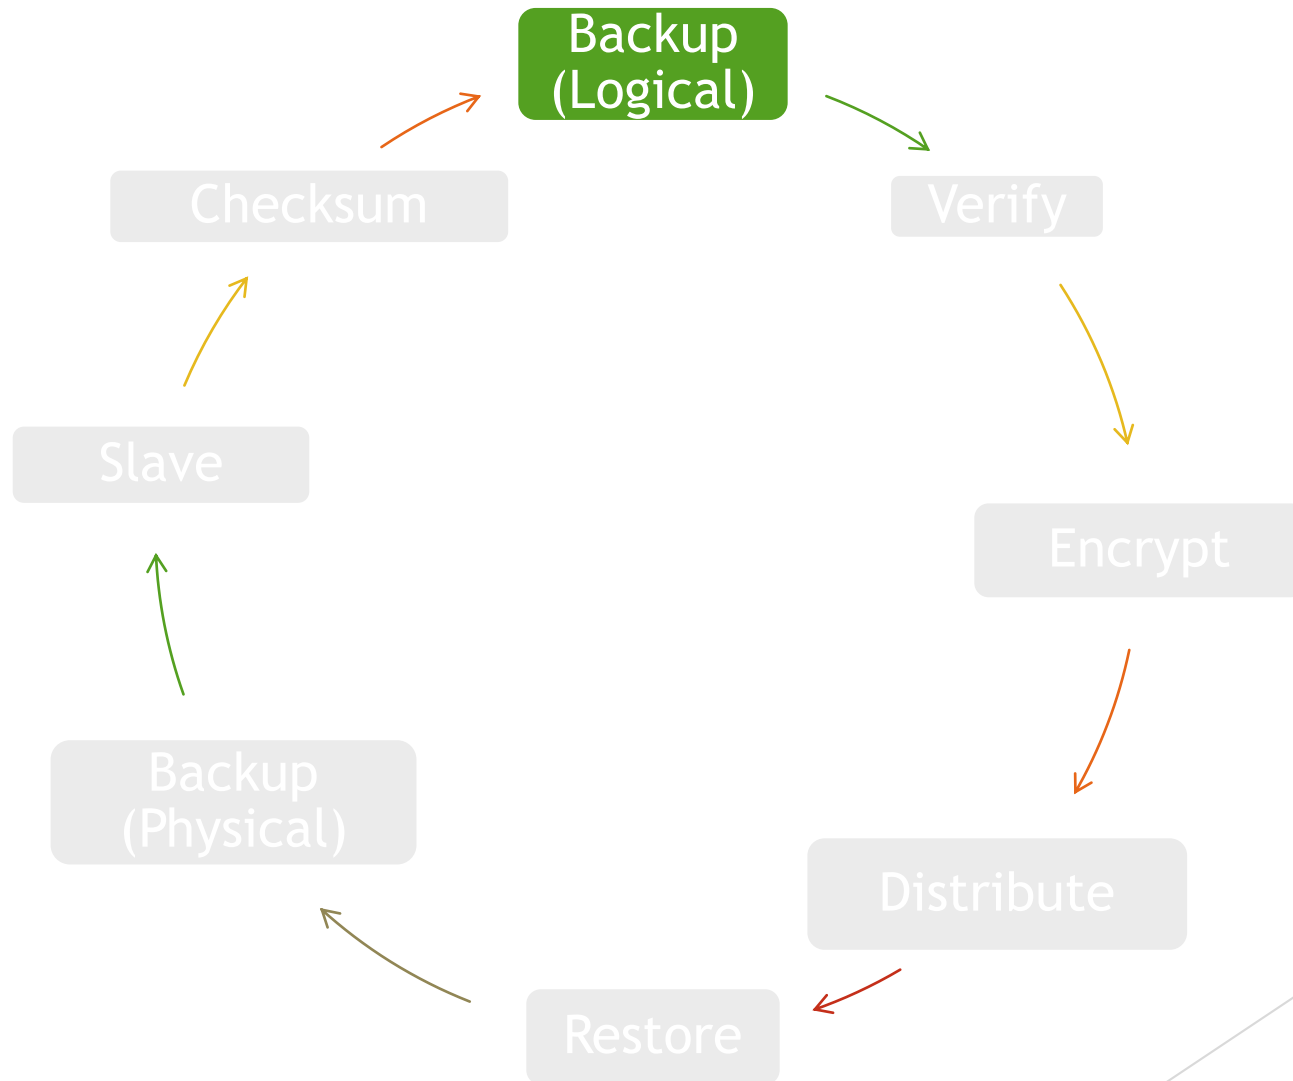 Backup
(Logical)
Checksum
Verify
Slave
Encrypt
Backup
(Physical)
Distribute
Restore